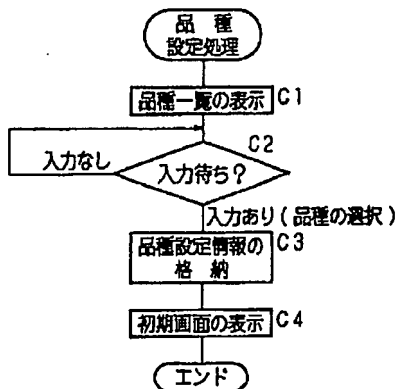 品種
設定処理
品種一覧の表示 C1
C2
入力なし
入力待ち?
入力あり(品種の選択)
品種設定情報の C3
格納
初期画面の表示 C4
エンド